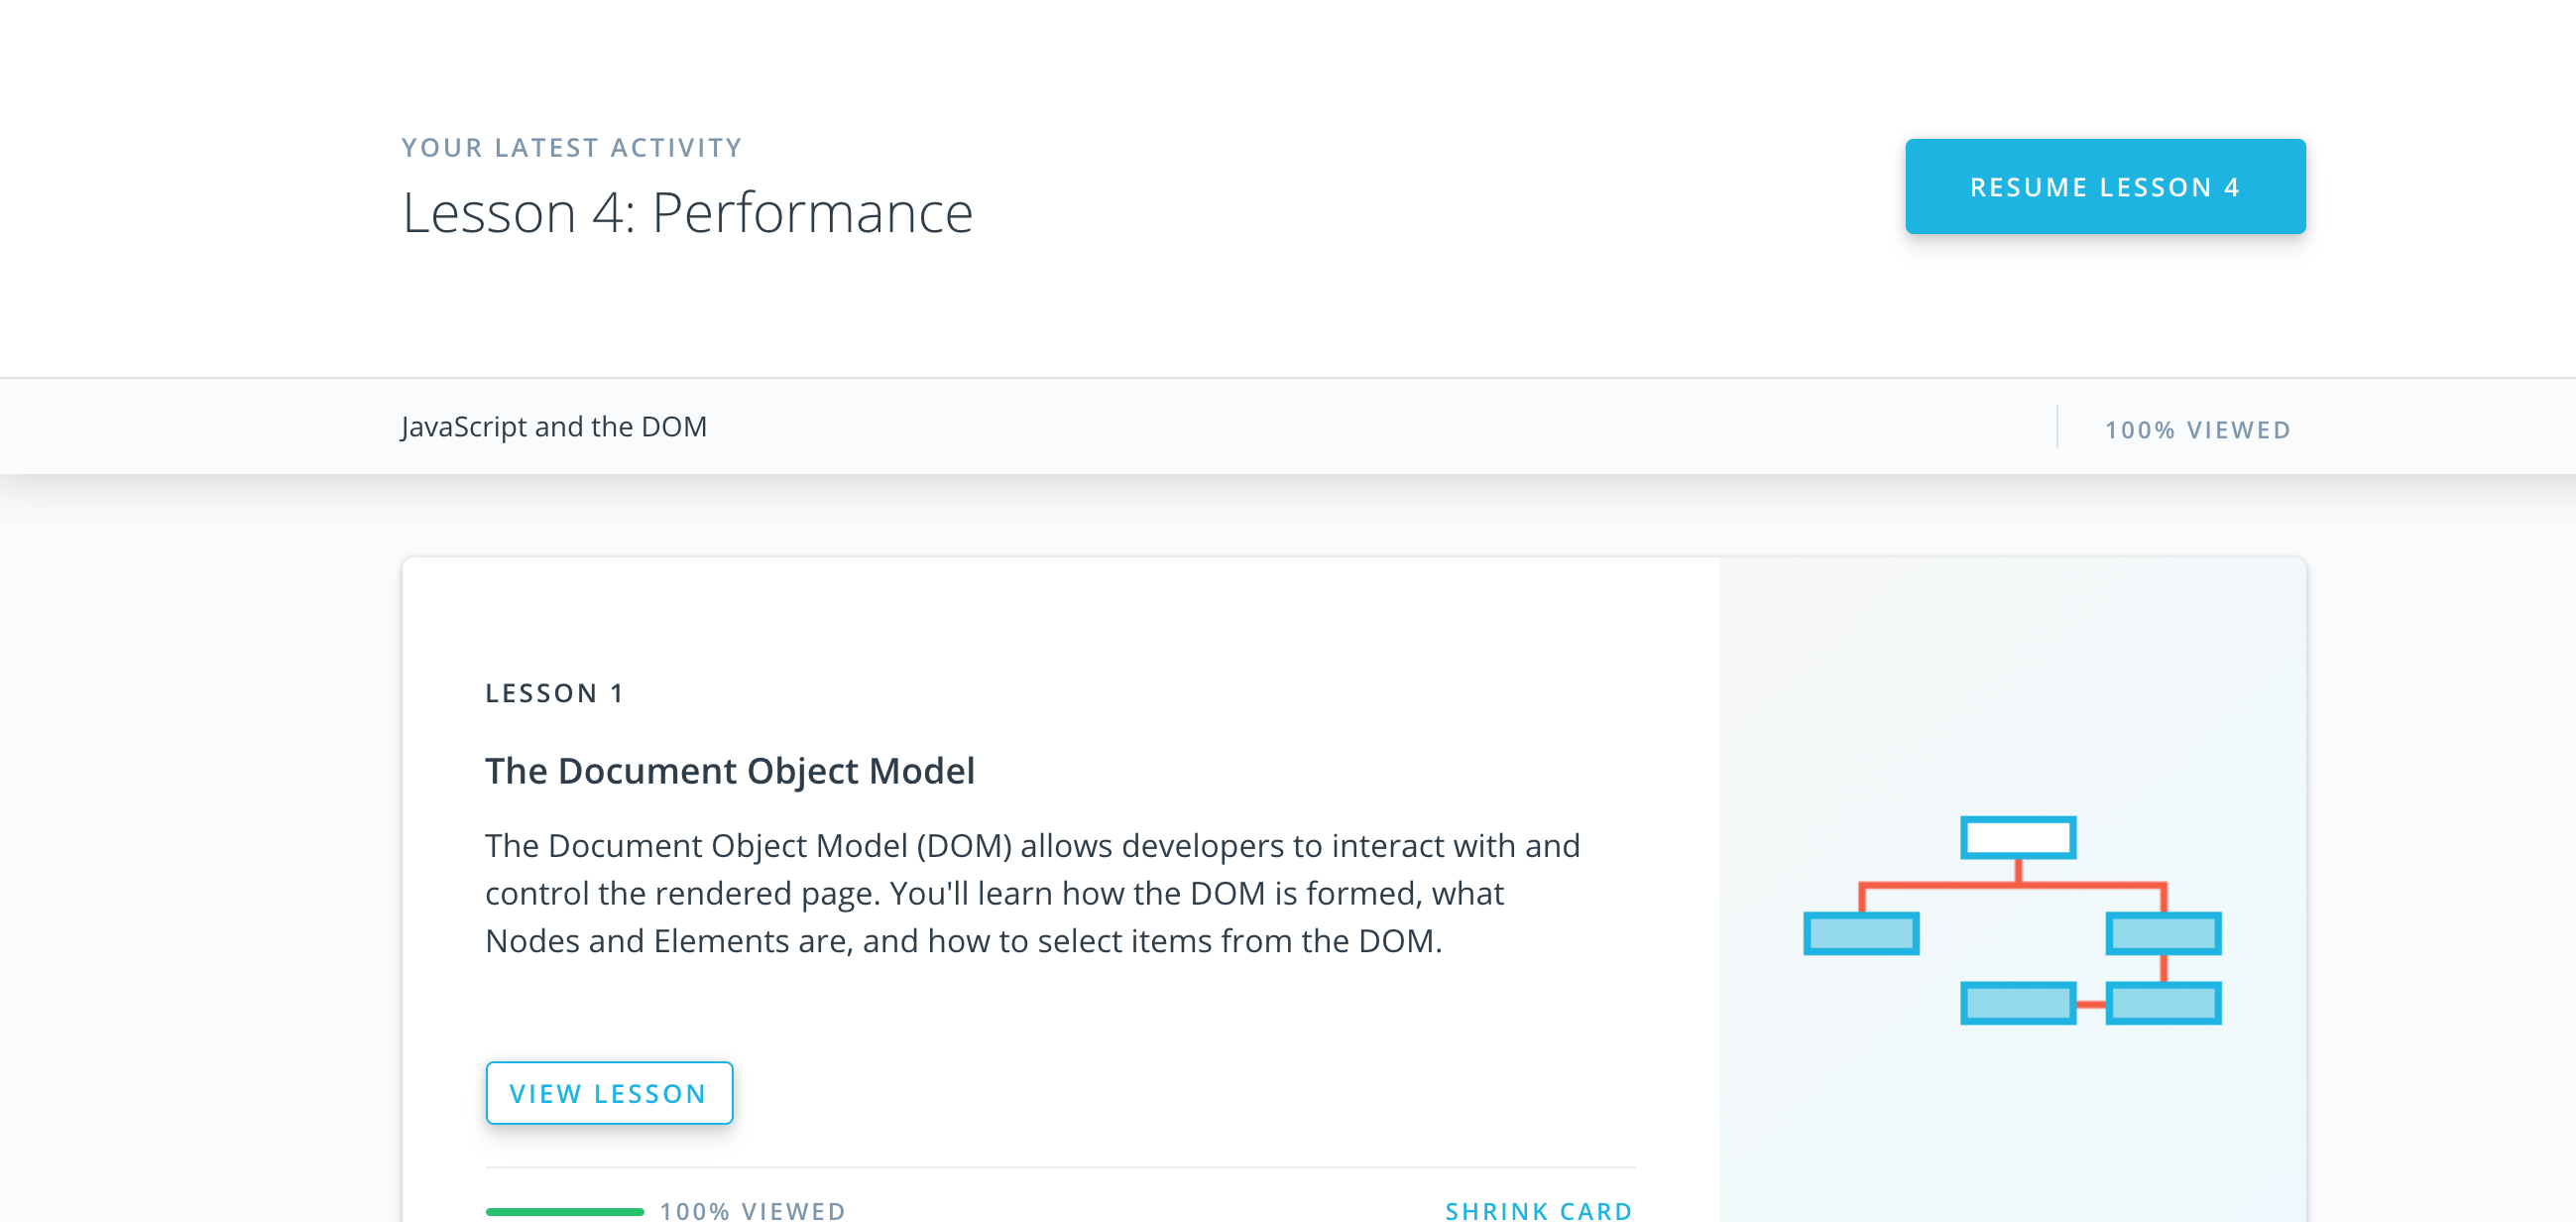 YOUR LATEST ACTIVITY
Lesson 4: Performance
RESUME LESSON 4
JavaScript and the DOM
100% VIEWED
LESSON 1
The Document Object Model
The Document Object Model (DOM) allows developers to interact with and
control the rendered page. You'll learn how the DOM is formed, what
Nodes and Elements are, and how to select items from the DOM.
VIEW LESSON
100% VIEWED
SHRINK CARD